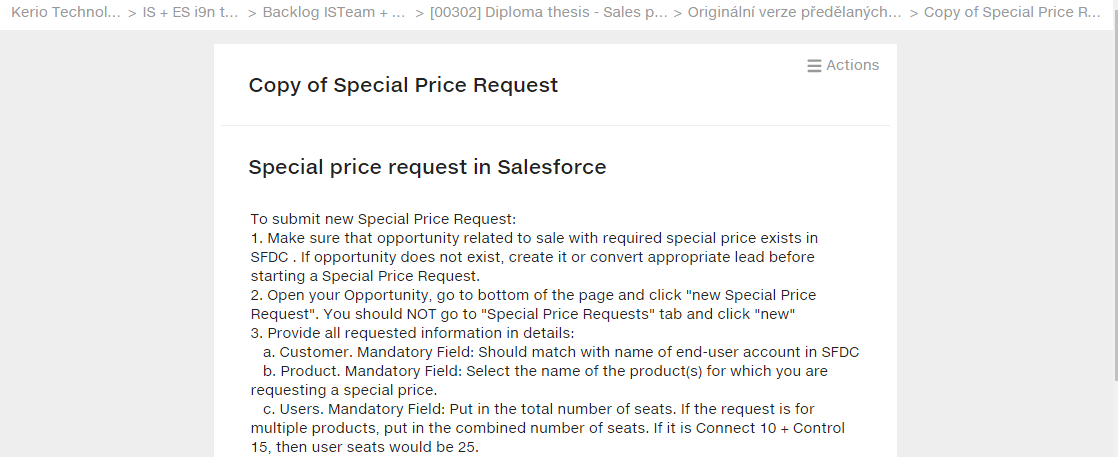 Kerio Technol... > IS + ES i9n t... > Backlog ISTeam + ... > [00302] Diploma thesis - Sales p... > Originální verze předělaných... > Copy of Special Price R...
Actions
Copy of Special Price Request
Special price request in Salesforce
To submit new Special Price Request:
1. Make sure that opportunity related to sale with required special price exists in
SFDC . If opportunity does not exist, create it or convert appropriate lead before
starting a Special Price Request.
2. Open your Opportunity, go to bottom of the page and click "new Special Price
Request". You should NOT go to "Special Price Requests" tab and click "new"
3. Provide all requested information in details:
a. Customer. Mandatory Field: Should match with name of end-user account in SFDC
b. Product. Mandatory Field: Select the name of the product(s) for which you are
requesting a special price.
c. Users. Mandatory Field: Put in the total number of seats. If the request is for
multiple products, put in the combined number of seats. If it is Connect 10 + Control
15, then user seats would be 25.